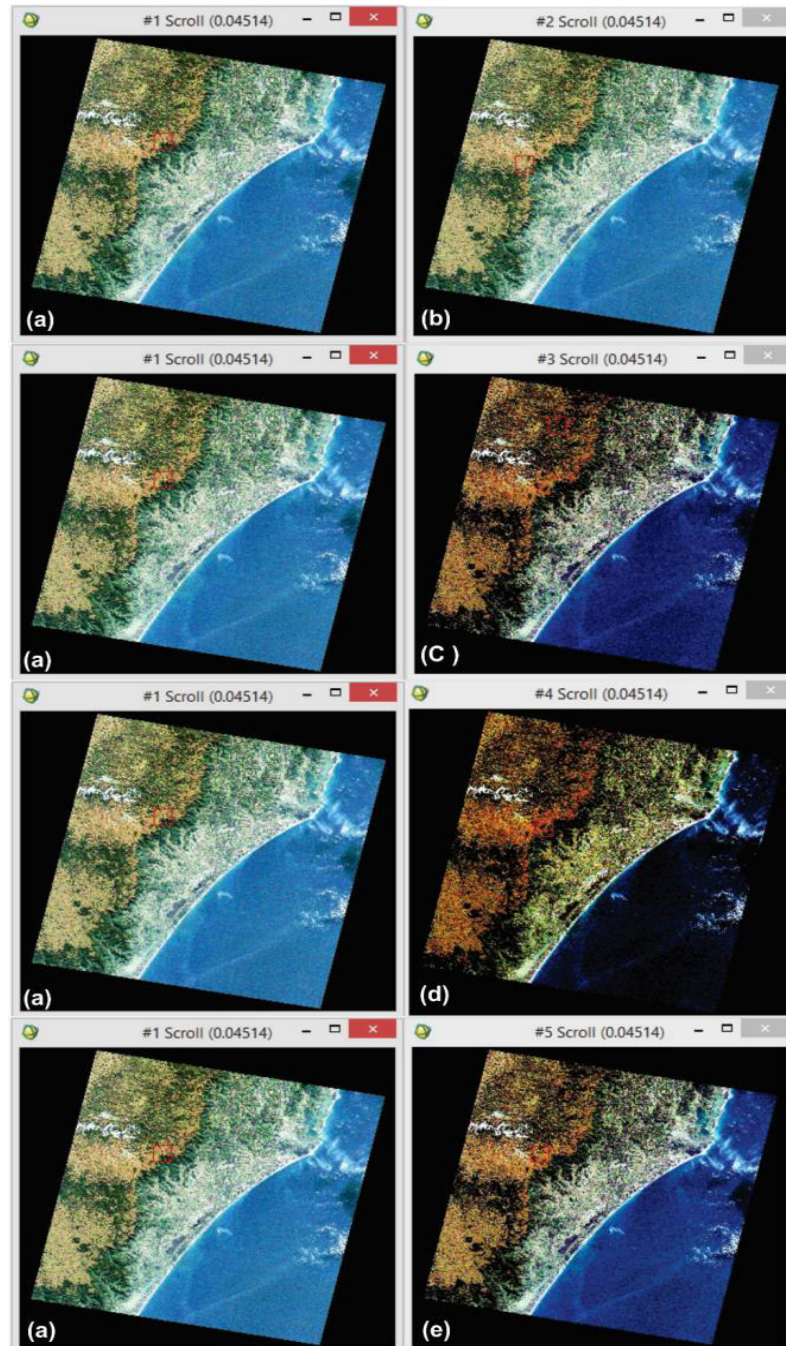 #1 Scroll (0.04514)
#2 Scroll (0.04514)
(a)
(b)
#1 Scroll (0.04514)
#3 Scroll (0.04514)
(a)
(C )
#1 Scroll (0.04514)
#4 Scroll (0.04514)
(a)
(d)
#1 Scroll (0.04514)
#5 Scroll (0.04514)
(a)
(e)